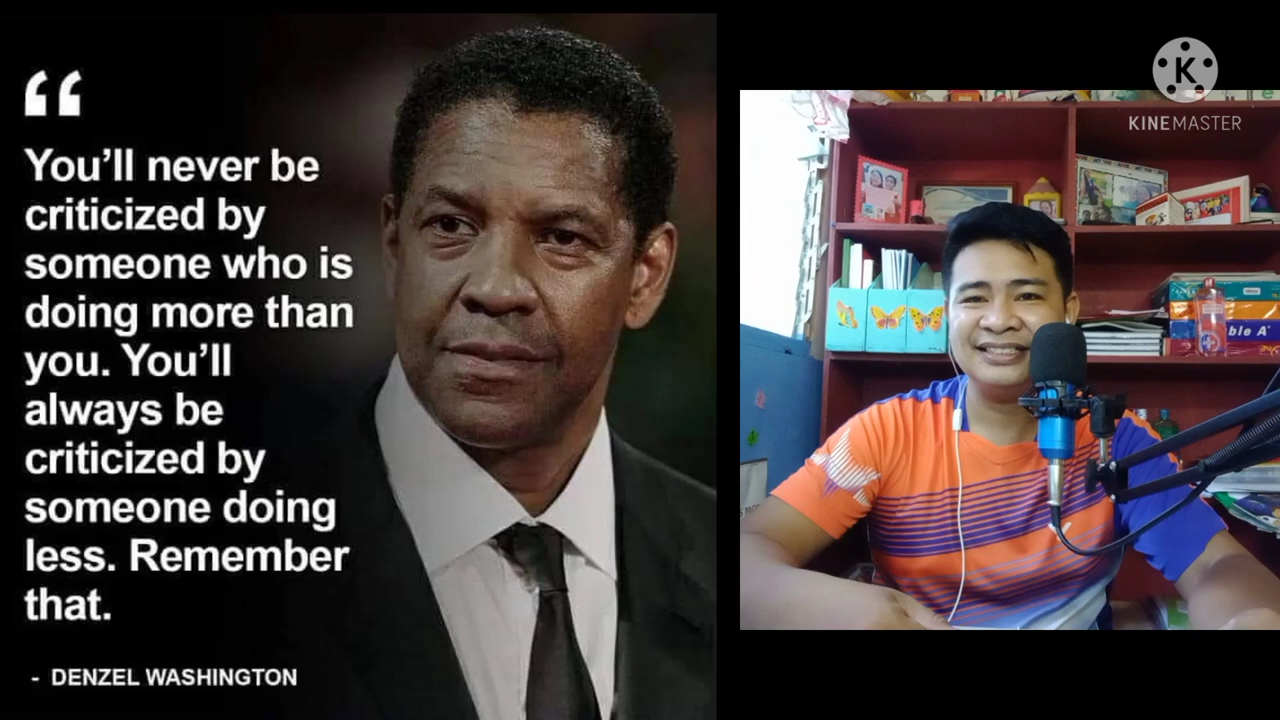 “
You’ll never be
criticized by
someone who is
doing more than
you. You’ll
always be
criticized by
someone doing
less. Remember
that.
- DENZEL WASHINGTON
K
KINEMASTER
ble A